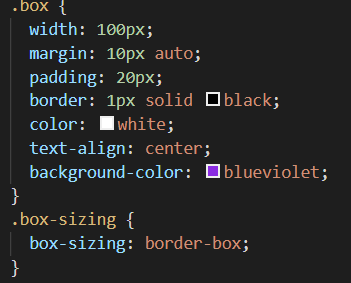 .box {
width: 100px;
margin: 10px auto;
padding: 20px;
border: 1px solid black;
color: white;
text-align: center;
background-color: blueviolet;
}
.box-sizing {
box-sizing: border-box;
}